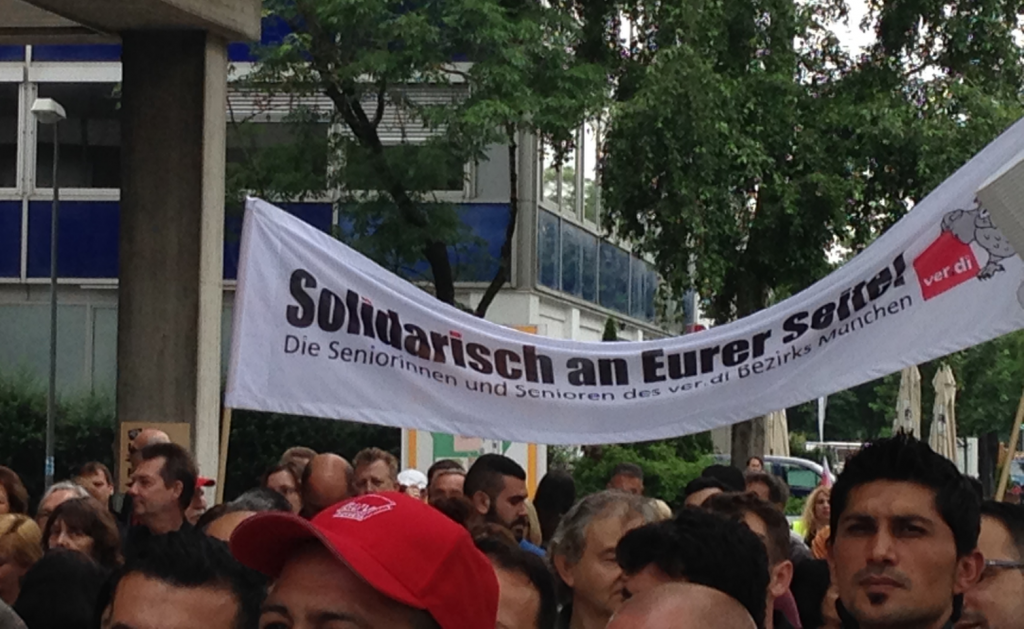 Solidarisch an Eurer Seite!
Die Seniorinnen und Senioren des ver.di Bezirks München
ver di